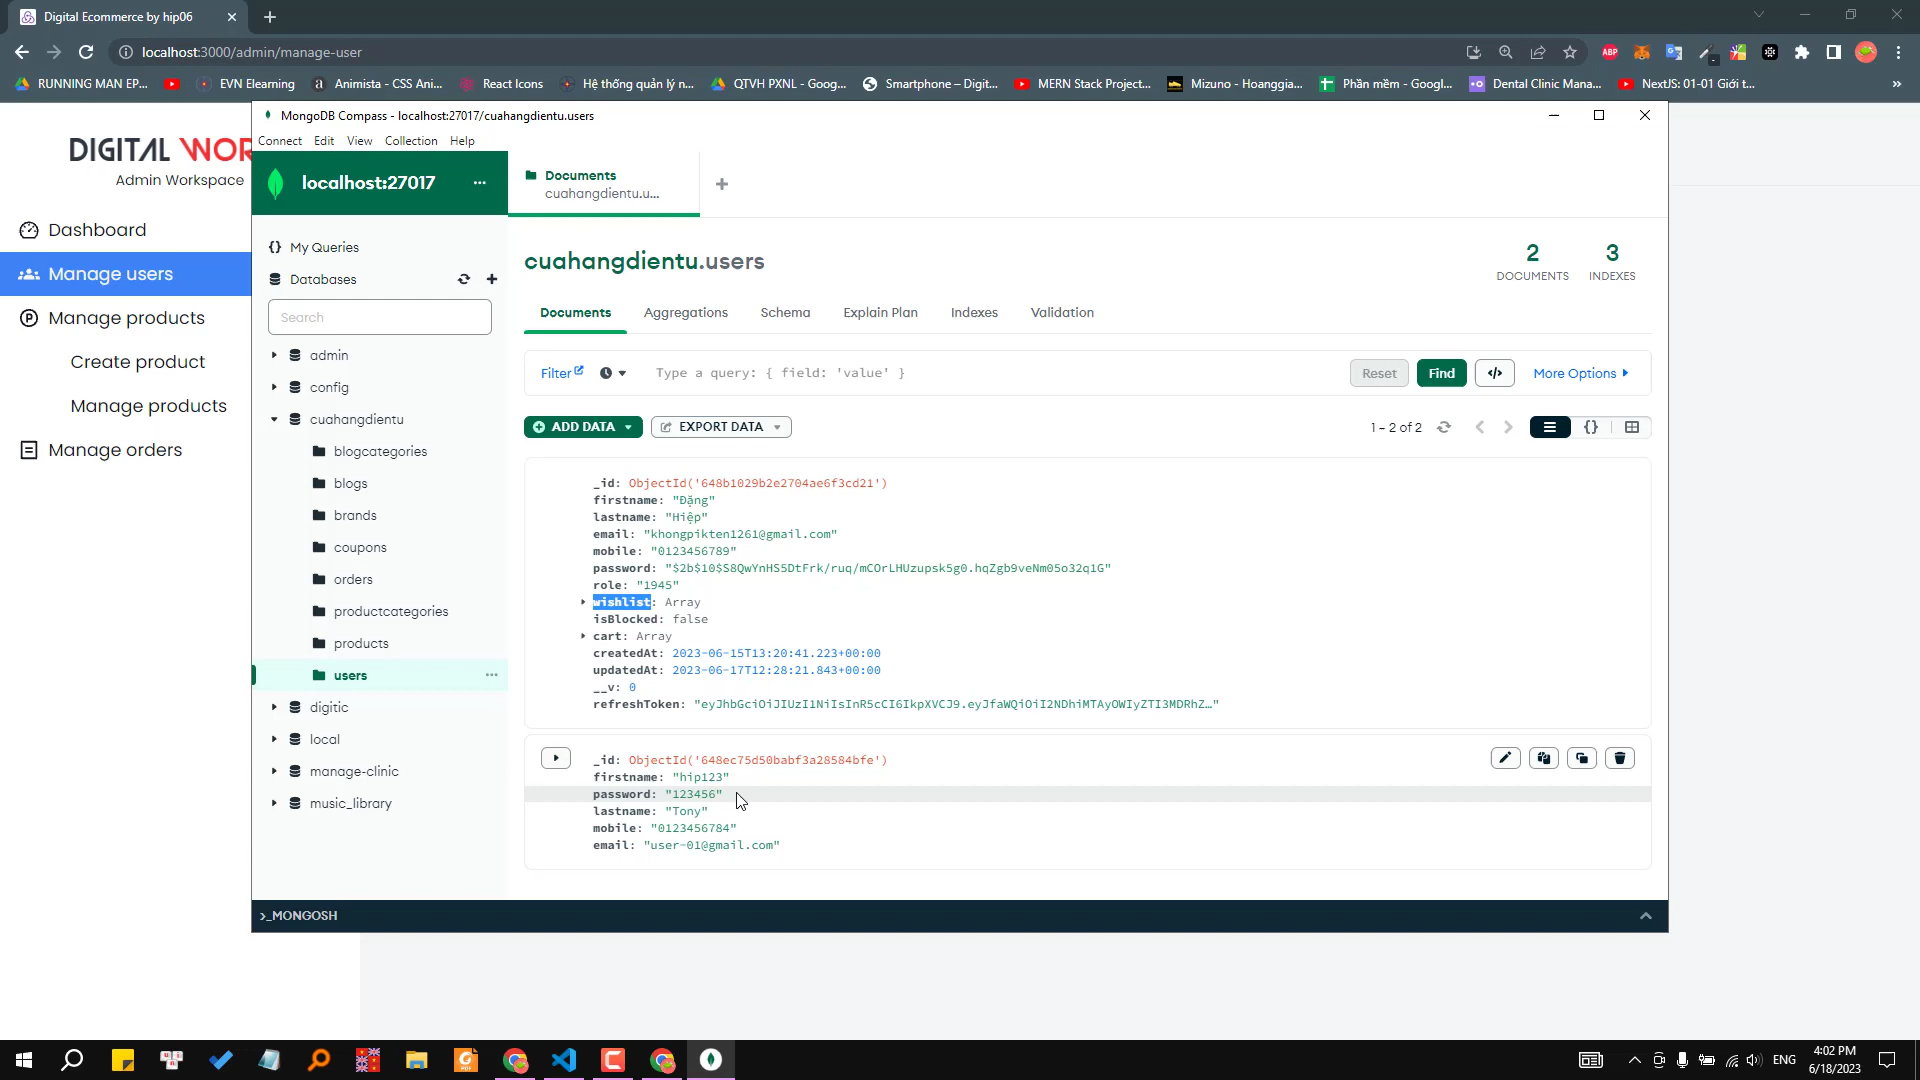 Digital Ecommerce by hip06
localhost:3000/admin/manage-user
RUNNING MAN EP...
EVN Elearning
Animista - CSS Ani...
React Icons
Hệ thống quản lý n...
QTVH PXNL - Goog...
Smartphone – Digit...
MERN Stack Project...
Mizuno - Hoanggia...
Phần mềm - Googl...
Dental Clinic Mana...
NextJS: 01-01 Giới t...
DIGITAL WOR
Admin Workspace
Dashboard
Manage users
Manage products
Create product
Manage products
Manage orders
MongoDB Compass - localhost:27017/cuahangdientu.users
Connect Edit View Collection Help
localhost:27017
Documents
cuahangdientu.u...
My Queries
Databases
Search
admin
config
cuahangdientu
blogcategories
blogs
brands
coupons
orders
productcategories
products
users
digitic
local
manage-clinic
music_library
cuahangdientu.users
2
DOCUMENTS
3
INDEXES
Documents Aggregations Schema Explain Plan Indexes Validation
Filter Type a query: { field: 'value' } Reset Find More Options
ADD DATA EXPORT DATA 1 – 2 of 2
_id: ObjectId('648b1029b2e2704ae6f3cd21')
firstname: "Đặng"
lastname: "Hiệp"
email: "khongpikten1261@gmail.com"
mobile: "0123456789"
password: "$2b$10$S8QwYnHS5DtFrk/ruq/mCOrLHUzupsk5g0.hqZgb9veNm05o32q1G"
role: "1945"
wishlist: Array
isBlocked: false
cart: Array
createdAt: 2023-06-15T13:20:41.223+00:00
updatedAt: 2023-06-17T12:28:21.843+00:00
__v: 0
refreshToken: "eyJhbGciOiJIUzI1NiIsInR5cCI6IkpXVCJ9.eyJfaWQiOiI2NDhiMTAyOWIyZTI3MDRhZ…"
_id: ObjectId('648ec75d50babf3a28584bfe')
firstname: "hip123"
password: "123456"
lastname: "Tony"
mobile: "0123456784"
email: "user-01@gmail.com"
>_MONGOSH
ENG
4:02 PM
6/18/2023